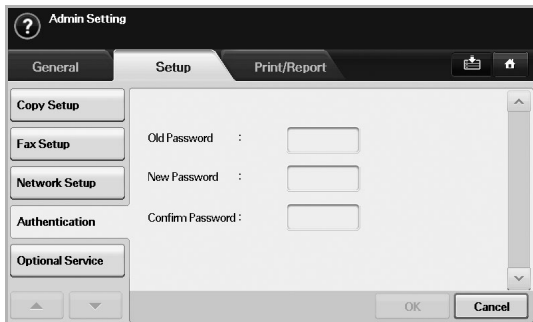 ? Admin Setting
General Setup Print/Report
Copy Setup
Fax Setup
Network Setup
Authentication
Optional Service
Old Password :
New Password :
Confirm Password :
OK Cancel